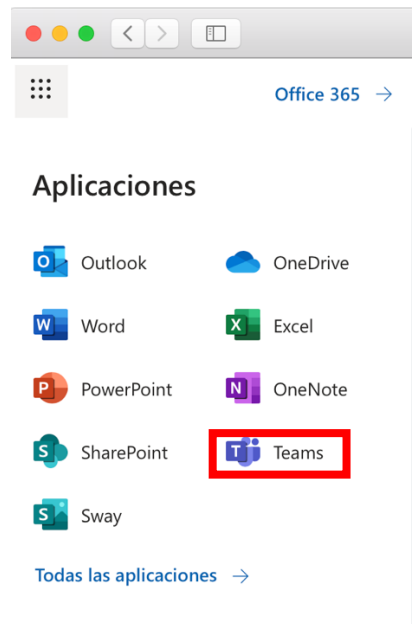 Office 365 →
Aplicaciones
Outlook OneDrive
Word Excel
PowerPoint OneNote
SharePoint Teams
Sway
Todas las aplicaciones →